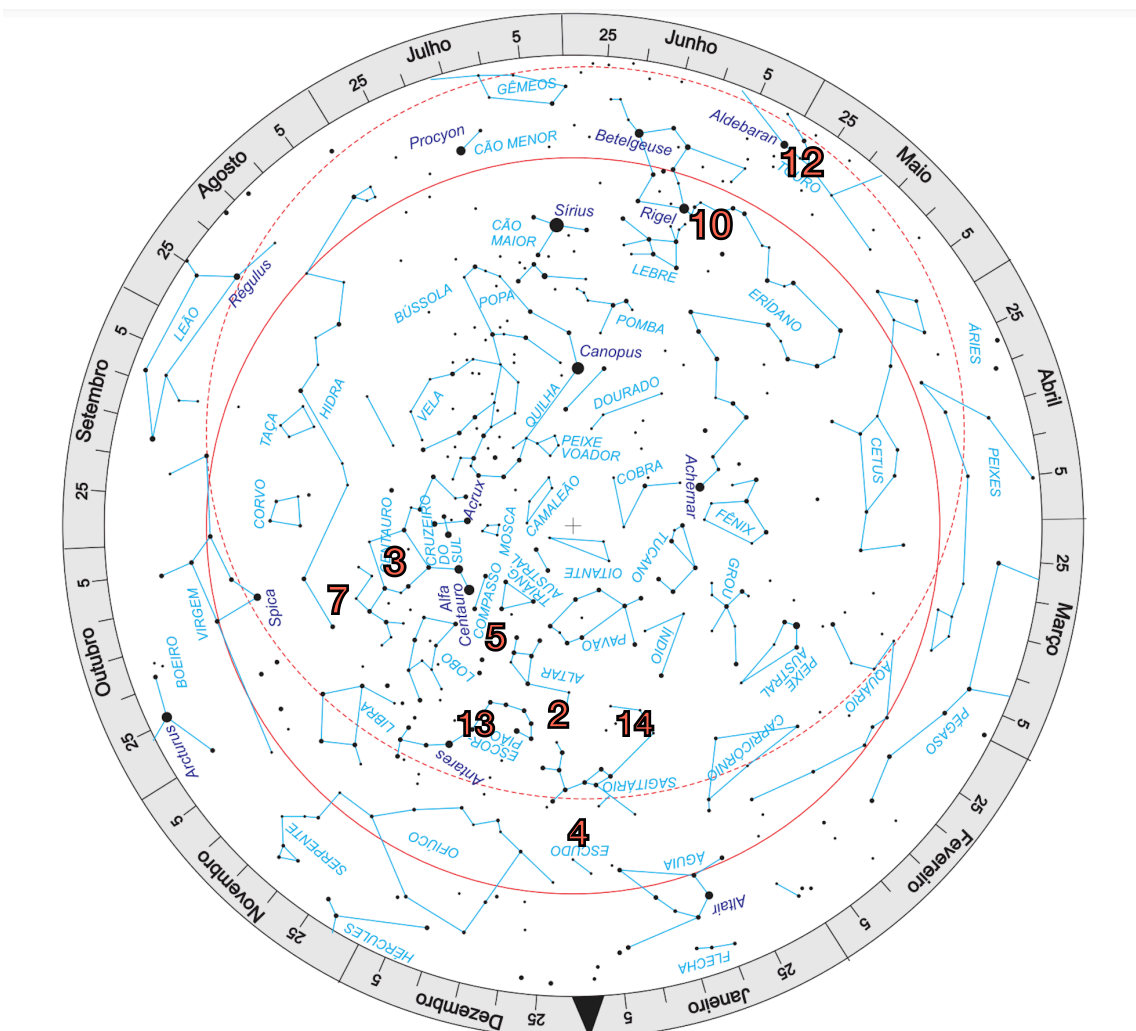 Julho
5
25
Junho
5
25
Maio
5
25
Abril
5
25
Março
5
25
Fevereiro
5
25
Janeiro
5
25
Dezembro
5
25
Novembro
5
25
Outubro
5
25
Setembro
5
25
Agosto
5
25
GÊMEOS
Procyon
CÃO MENOR
Betelgeuse
Aldebaran
12
TOURO
Sírius
CÃO
MAIOR
Rigel
10
LEBRE
Régulus
LEÃO
BÚSSOLA
POPA
POMBA
ERÍDANO
ÁRIES
Canopus
HIDRA
TAÇA
VELA
QUILHA
DOURADO
PEIXE
VOADOR
CETUS
PEIXES
CORVO
CENTAURO
CRUZEIRO
DO
SUL
Acrux
MOSCA
CAMALEÃO
COBRA
Achernar
FÊNIX
3
7
Alfa
Centauro
COMPASSO
TRIÂNG
AUSTRAL
OITANTE
TUCANO
GROU
Spica
VIRGEM
BOEIRO
5
LOBO
ALTAR
PAVÃO
ÍNDIO
PEIXE
AUSTRAL
AQUÁRIO
Arcturus
LIBRA
13
ESCOR-
PIÃO
Antares
2
14
SAGITÁRIO
CAPRICÓRNIO
PÉGASO
4
ESCUDO
SERPENTE
OFIÚCO
ÁGUIA
Altair
HÉRCULES
FLECHA